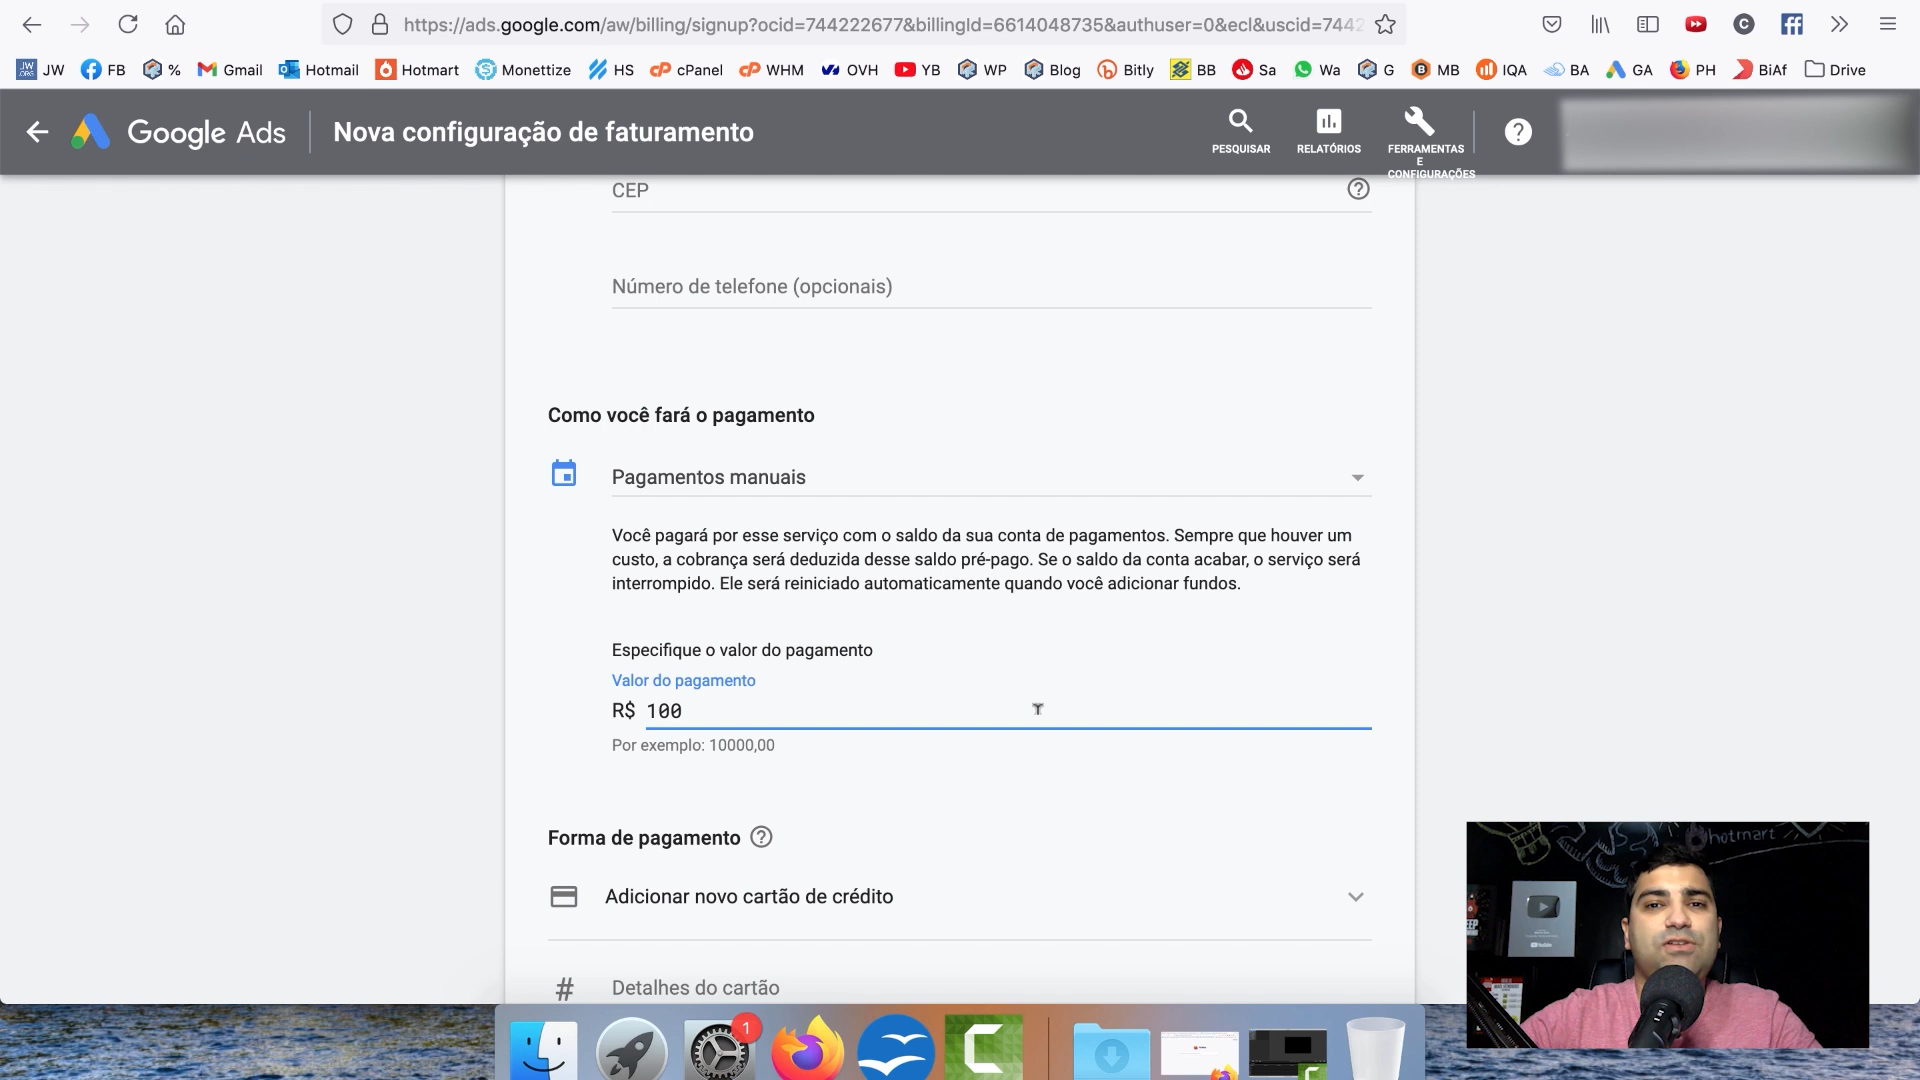 https://ads.google.com/aw/billing/signup?ocid=744222677&billingId=6614048735&authuser=0&ecl&uscid=7442
JW FB % Gmail Hotmail Hotmart Monettize HS cPanel WHM OVH YB WP Blog Bitly BB Sa Wa G MB IQA BA GA PH BiAf Drive
Google Ads
Nova configuração de faturamento
PESQUISAR
RELATÓRIOS
FERRAMENTAS
E
CONFIGURAÇÕES
CEP
Número de telefone (opcionais)
Como você fará o pagamento
Pagamentos manuais
Você pagará por esse serviço com o saldo da sua conta de pagamentos. Sempre que houver um
custo, a cobrança será deduzida desse saldo pré-pago. Se o saldo da conta acabar, o serviço será
interrompido. Ele será reiniciado automaticamente quando você adicionar fundos.
Especifique o valor do pagamento
Valor do pagamento
R$ 100
Por exemplo: 10000,00
Forma de pagamento
Adicionar novo cartão de crédito
# Detalhes do cartão
hotmart
YouTube
1